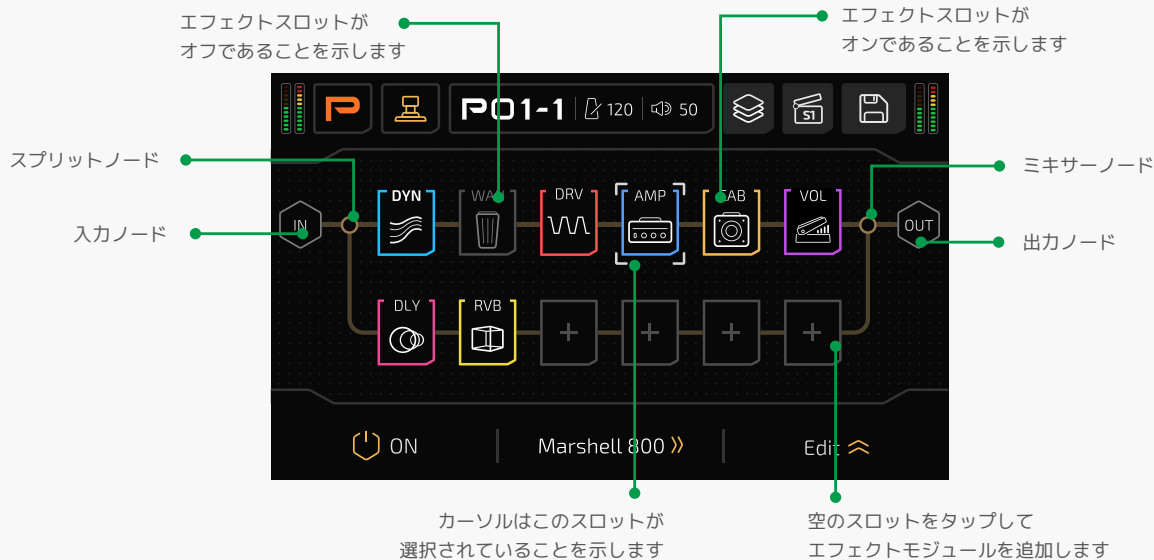 エフェクトスロットが
オフであることを示します
エフェクトスロットが
オンであることを示します
P01-1 120 50 S1
スプリットノード
ミキサーノード
入力ノード
出力ノード
IN DYN WAH DRV AMP CAB VOL OUT
DLY RVB + + + +
ON Marshell 800 Edit
カーソルはこのスロットが
選択されていることを示します
空のスロットをタップして
エフェクトモジュールを追加します